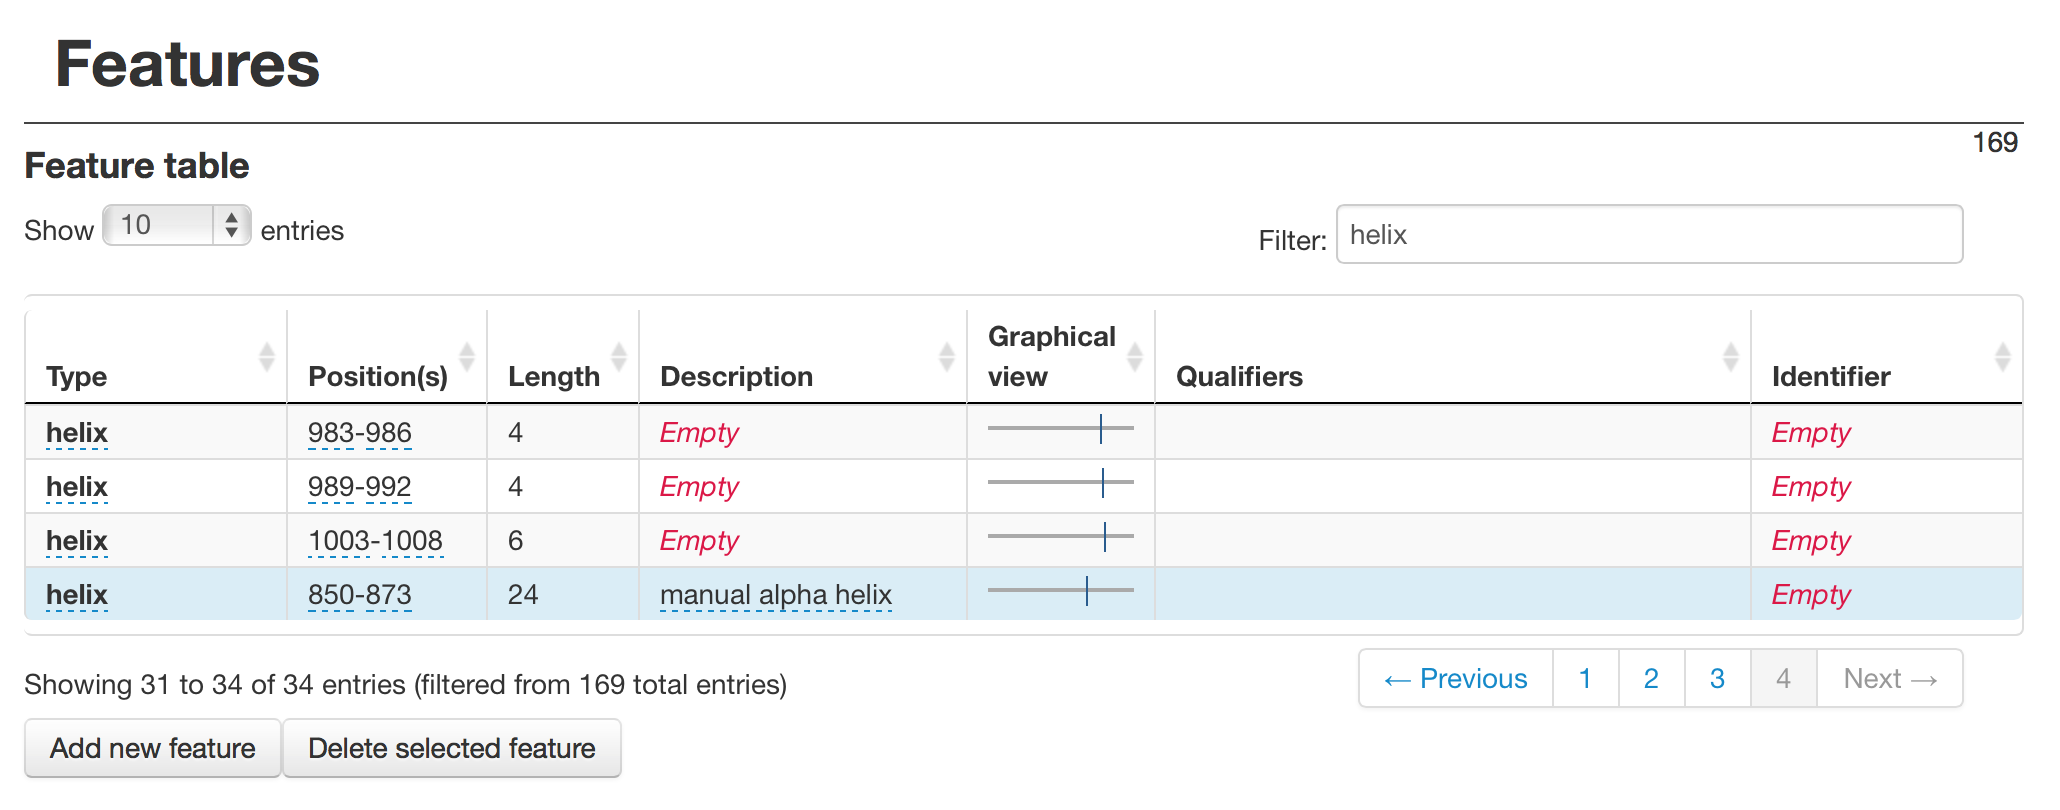 Features
169
Feature table
Show 10 entries
Filter: helix
Type Position(s) Length Description Graphical view Qualifiers Identifier
helix 983-986 4 Empty Empty
helix 989-992 4 Empty Empty
helix 1003-1008 6 Empty Empty
helix 850-873 24 manual alpha helix Empty
Showing 31 to 34 of 34 entries (filtered from 169 total entries)
← Previous 1 2 3 4 Next →
Add new feature Delete selected feature